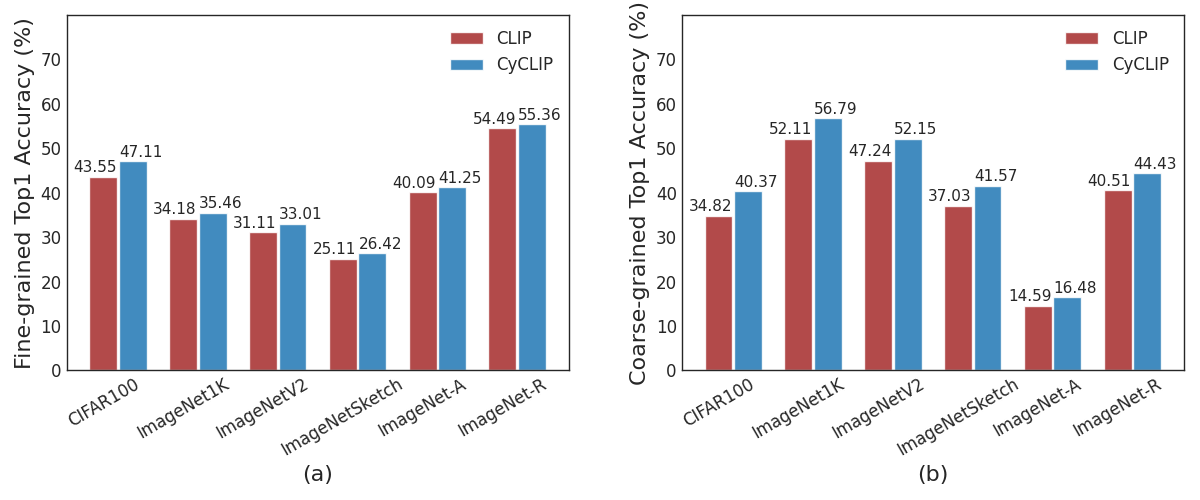 Fine-grained Top1 Accuracy (%)
70
60
50
40
30
20
10
0
CLIP
CyCLIP
43.55
47.11
34.18
35.46
31.11
33.01
25.11
26.42
40.09
41.25
54.49
55.36
CIFAR100
ImageNet1K
ImageNetV2
ImageNetSketch
ImageNet-A
ImageNet-R
(a)
Coarse-grained Top1 Accuracy (%)
70
60
50
40
30
20
10
0
CLIP
CyCLIP
34.82
40.37
52.11
56.79
47.24
52.15
37.03
41.57
14.59
16.48
40.51
44.43
CIFAR100
ImageNet1K
ImageNetV2
ImageNetSketch
ImageNet-A
ImageNet-R
(b)